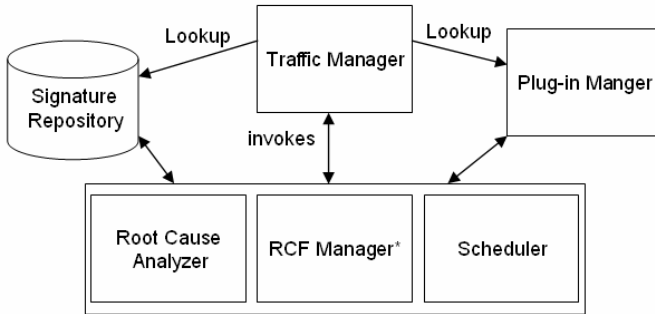 Lookup
Traffic Manager
Lookup
Signature
Repository
Plug-in Manger
invokes
Root Cause
Analyzer
RCF Manager*
Scheduler